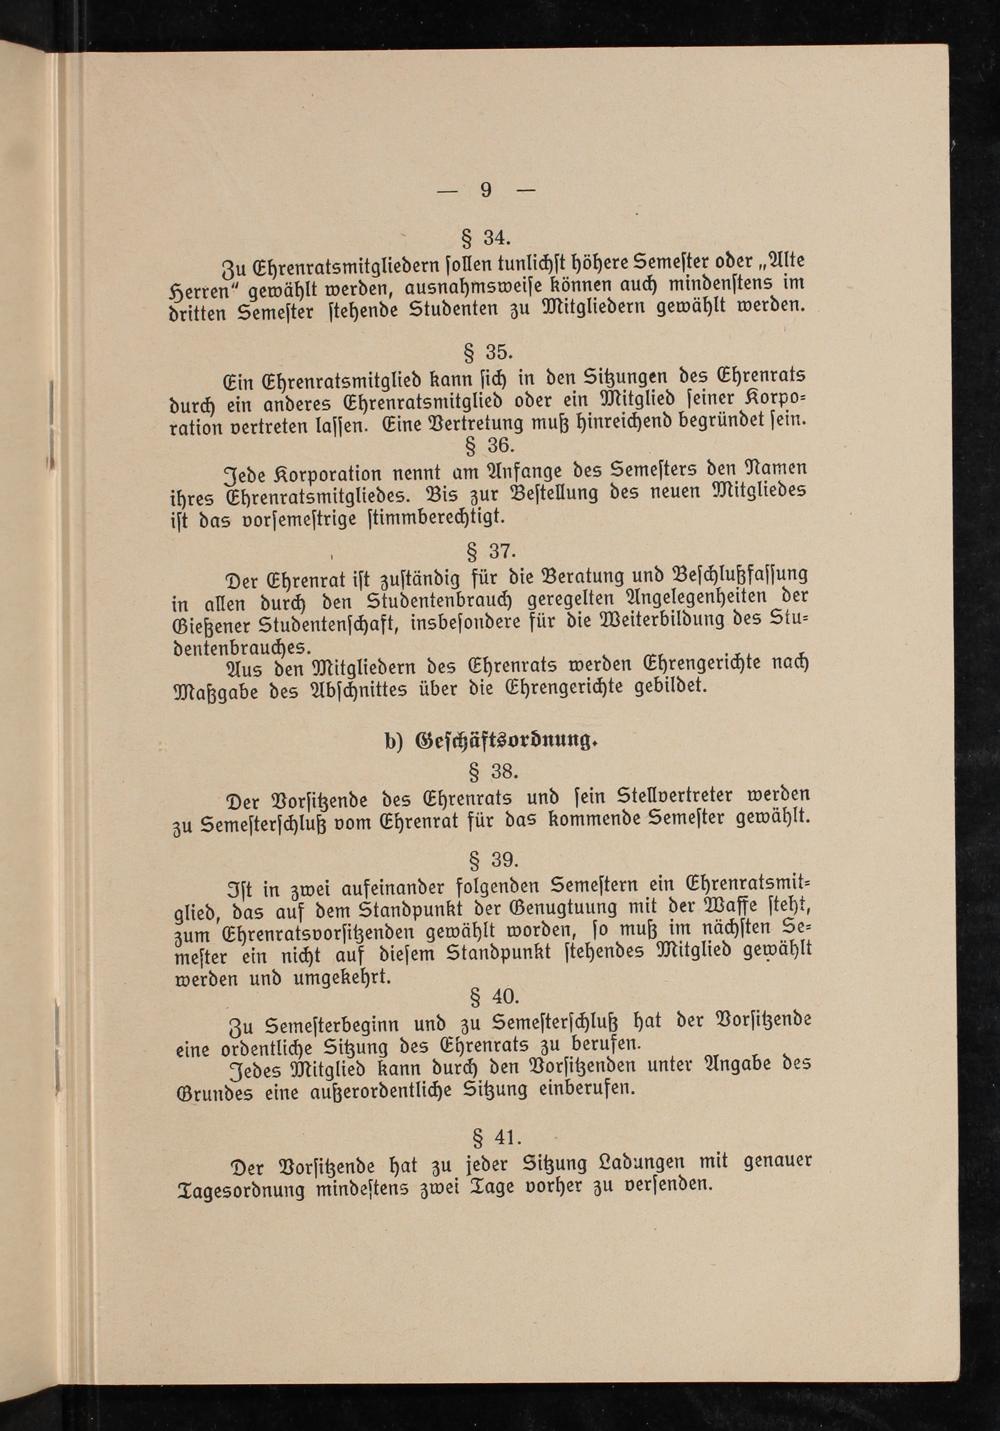 — 9 —
§ 34.
Zu Ehrenratsmitgliedern sollen tunlichst höhere Semester oder „Alte
Herren“ gewählt werden, ausnahmsweise können auch mindenstens im
dritten Semester stehende Studenten zu Mitgliedern gewählt werden.
§ 35.
Ein Ehrenratsmitglied kann sich in den Sitzungen des Ehrenrats
durch ein anderes Ehrenratsmitglied oder ein Mitglied seiner Korpo-
ration vertreten lassen. Eine Vertretung muß hinreichend begründet sein.
§ 36.
Jede Korporation nennt am Anfange des Semesters den Namen
ihres Ehrenratsmitgliedes. Bis zur Bestellung des neuen Mitgliedes
ist das vorsemestrige stimmberechtigt.
§ 37.
Der Ehrenrat ist zuständig für die Beratung und Beschlußfassung
in allen durch den Studentenbrauch geregelten Angelegenheiten der
Gießener Studentenschaft, insbesondere für die Weiterbildung des Stu-
dentenbrauches.
Aus den Mitgliedern des Ehrenrats werden Ehrengerichte nach
Maßgabe des Abschnittes über die Ehrengerichte gebildet.
b) Geschäftsordnung.
§ 38.
Der Vorsitzende des Ehrenrats und sein Stellvertreter werden
zu Semesterschluß vom Ehrenrat für das kommende Semester gewählt.
§ 39.
Ist in zwei aufeinander folgenden Semestern ein Ehrenratsmit-
glied, das auf dem Standpunkt der Genugtuung mit der Waffe steht,
zum Ehrenratsvorsitzenden gewählt worden, so muß im nächsten Se-
mester ein nicht auf diesem Standpunkt stehendes Mitglied gewählt
werden und umgekehrt.
§ 40.
Zu Semesterbeginn und zu Semesterschluß hat der Vorsitzende
eine ordentliche Sitzung des Ehrenrats zu berufen.
Jedes Mitglied kann durch den Vorsitzenden unter Angabe des
Grundes eine außerordentliche Sitzung einberufen.
§ 41.
Der Vorsitzende hat zu jeder Sitzung Ladungen mit genauer
Tagesordnung mindestens zwei Tage vorher zu versenden.